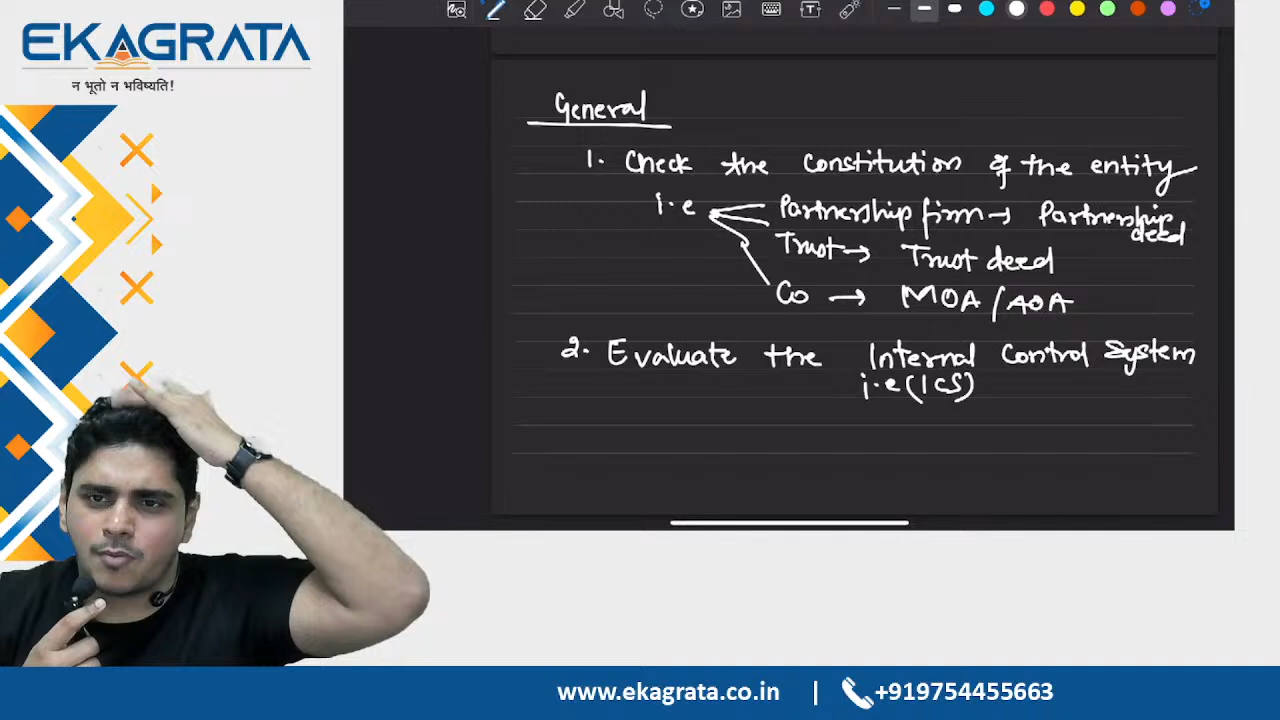 EKAGRATA
न भूतो न भविष्यति!
General
1. Check the Constitution of the entity
i.e Partnership firm → Partnership deed
Trust → Trust deed
Co → MOA / AOA
2. Evaluate the Internal Control System
i.e (ICS)
www.ekagrata.co.in | +919754455663